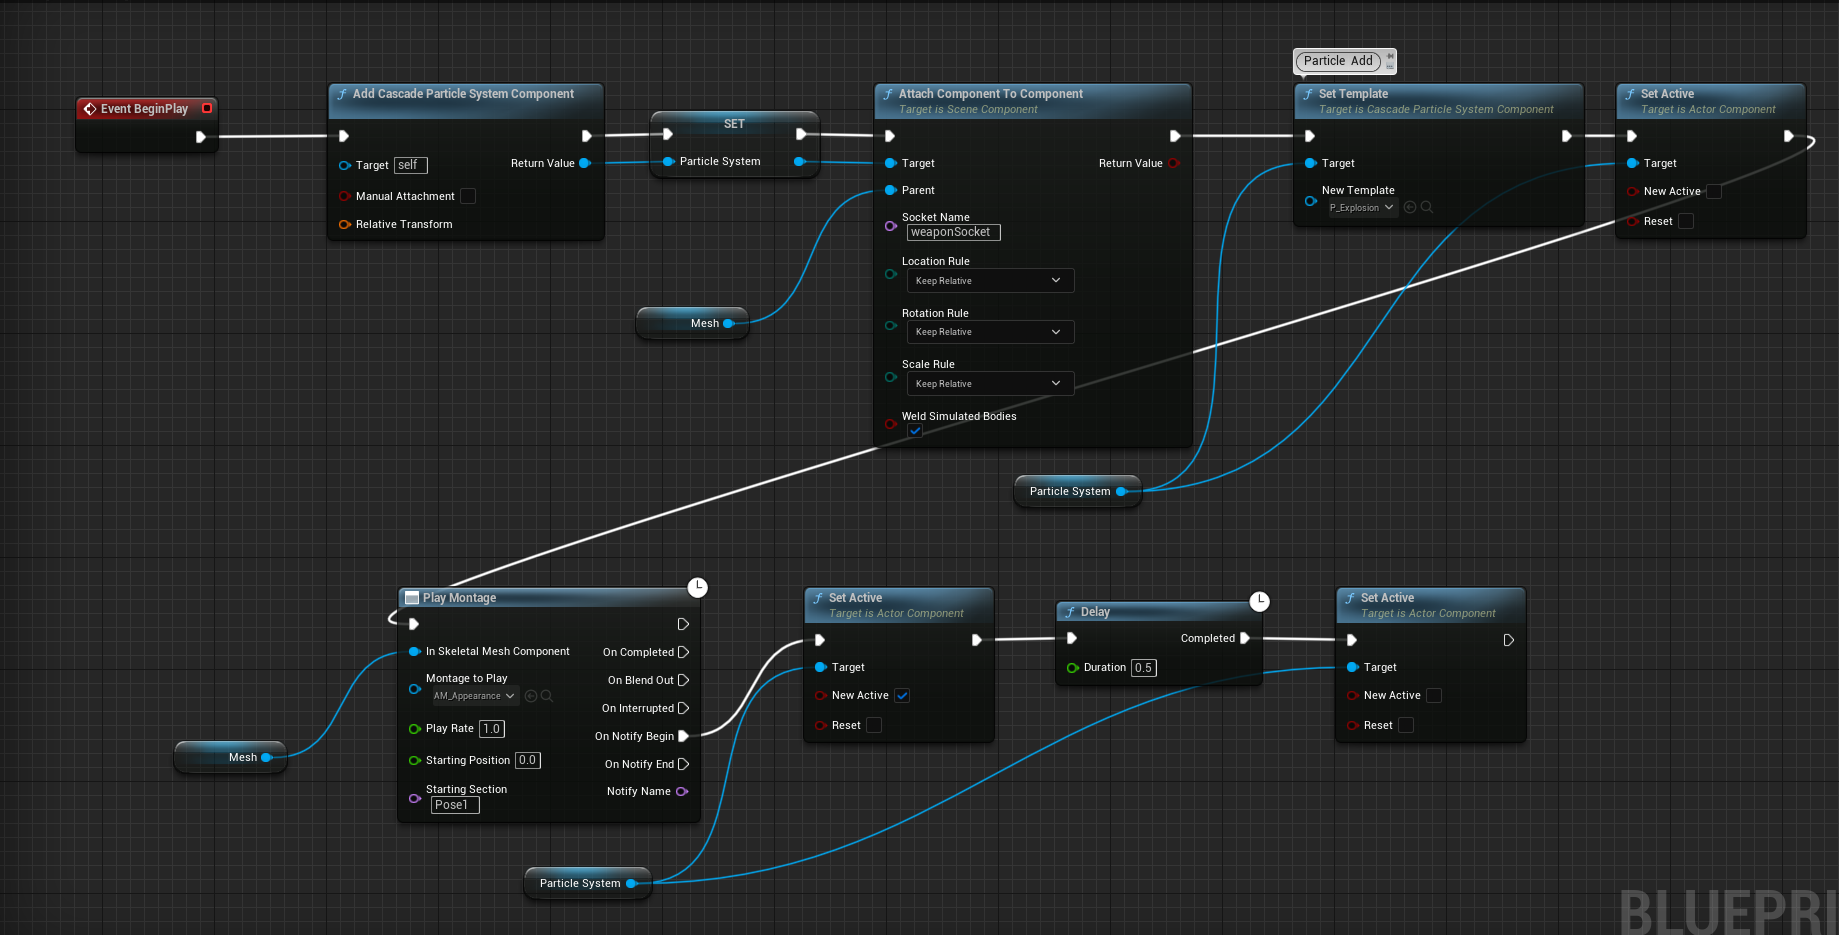 Particle Add
Event BeginPlay
Add Cascade Particle System Component
Target self
Return Value
Manual Attachment
Relative Transform
SET
Particle System
Attach Component To Component
Target is Scene Component
Target
Return Value
Parent
Socket Name
weaponSocket
Location Rule
Keep Relative
Rotation Rule
Keep Relative
Scale Rule
Keep Relative
Weld Simulated Bodies
Set Template
Target is Cascade Particle System Component
Target
New Template
P_Explosion
Set Active
Target is Actor Component
Target
New Active
Reset
Mesh
Particle System
Play Montage
In Skeletal Mesh Component
On Completed
Montage to Play
AM_Appearance
On Blend Out
On Interrupted
Play Rate 1.0
On Notify Begin
Starting Position 0.0
On Notify End
Starting Section
Pose1
Notify Name
Set Active
Target is Actor Component
Target
New Active
Reset
Delay
Completed
Duration 0.5
Set Active
Target is Actor Component
Target
New Active
Reset
Mesh
Particle System
BLUEPRI